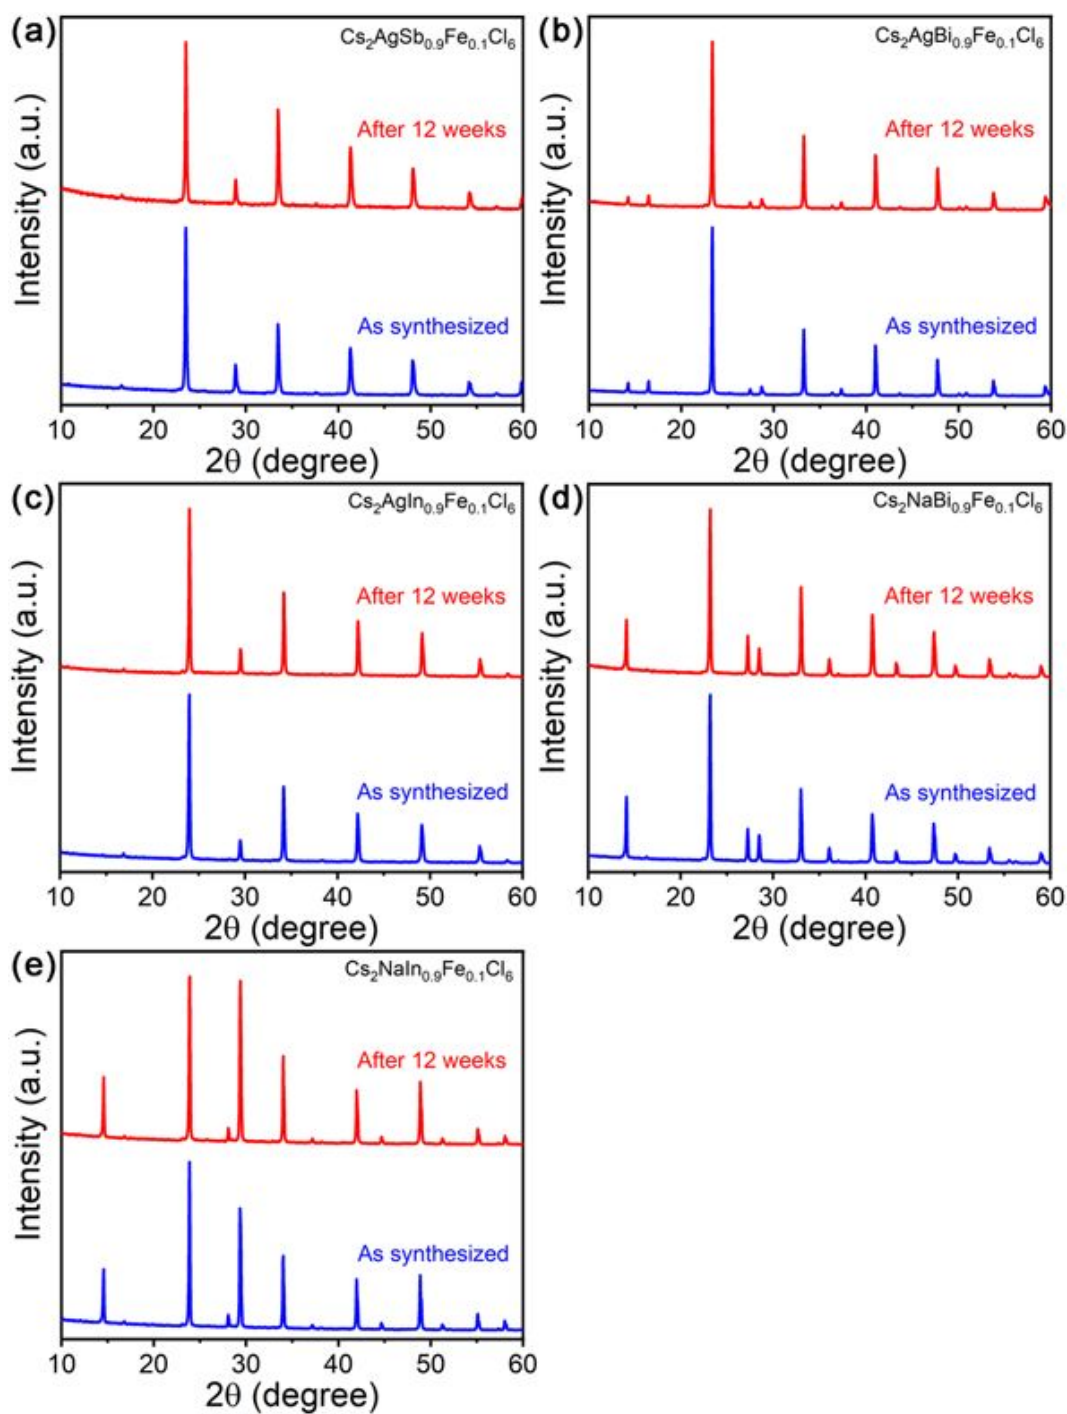 (a)
Cs₂AgSb₀.₉Fe₀.₁Cl₆
After 12 weeks
As synthesized
Intensity (a.u.)
10 20 30 40 50 60
2θ (degree)
(b)
Cs₂AgBi₀.₉Fe₀.₁Cl₆
After 12 weeks
As synthesized
Intensity (a.u.)
10 20 30 40 50 60
2θ (degree)
(c)
Cs₂AgIn₀.₉Fe₀.₁Cl₆
After 12 weeks
As synthesized
Intensity (a.u.)
10 20 30 40 50 60
2θ (degree)
(d)
Cs₂NaBi₀.₉Fe₀.₁Cl₆
After 12 weeks
As synthesized
Intensity (a.u.)
10 20 30 40 50 60
2θ (degree)
(e)
Cs₂NaIn₀.₉Fe₀.₁Cl₆
After 12 weeks
As synthesized
Intensity (a.u.)
10 20 30 40 50 60
2θ (degree)